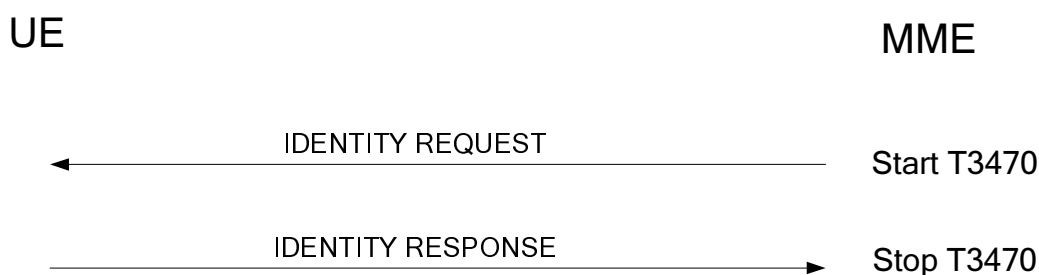 UE
MME
IDENTITY REQUEST
Start T3470
IDENTITY RESPONSE
Stop T3470